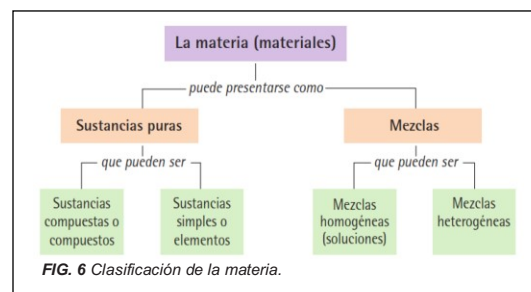 La materia (materiales)
puede presentarse como
Sustancias puras
Mezclas
que pueden ser
que pueden ser
Sustancias
compuestas o
compuestos
Sustancias
simples o
elementos
Mezclas
homogéneas
(soluciones)
Mezclas
heterogéneas
FIG. 6 Clasificación de la materia.